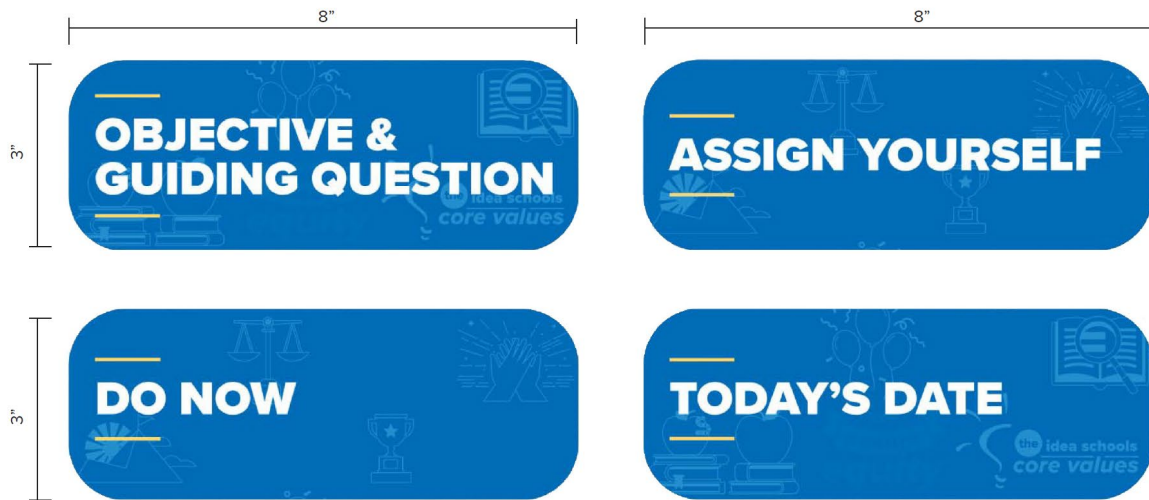 8”
8”
3”
OBJECTIVE &
GUIDING QUESTION
the idea schools
core values
ASSIGN YOURSELF
3”
DO NOW
TODAY’S DATE
the idea schools
core values